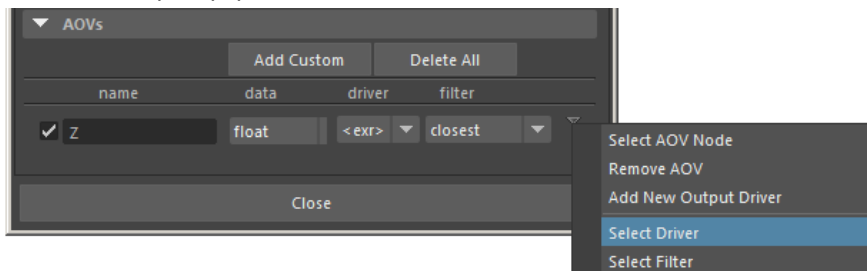 AOVs
Add Custom Delete All
name data driver filter
Z float <exr> closest
Close
Select AOV Node
Remove AOV
Add New Output Driver
Select Driver
Select Filter